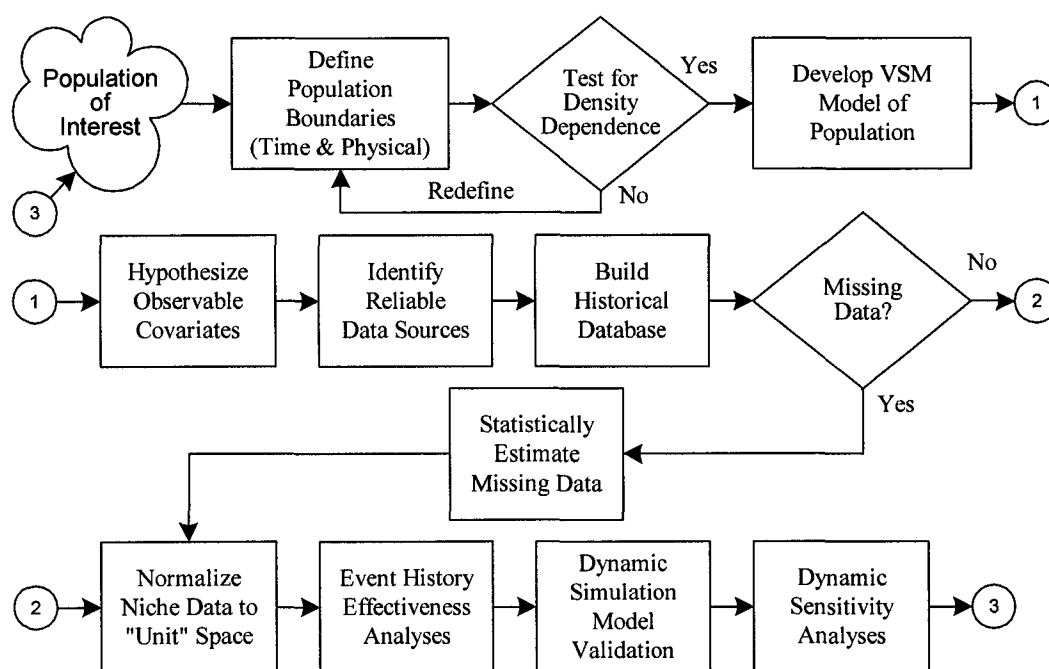 Population
of
Interest
Define
Population
Boundaries
(Time & Physical)
Test for
Density
Dependence
Yes
Develop VSM
Model of
Population
1
3
Redefine
No
1
Hypothesize
Observable
Covariates
Identify
Reliable
Data Sources
Build
Historical
Database
Missing
Data?
No
2
Yes
Statistically
Estimate
Missing Data
2
Normalize
Niche Data to
"Unit" Space
Event History
Effectiveness
Analyses
Dynamic
Simulation
Model
Validation
Dynamic
Sensitivity
Analyses
3